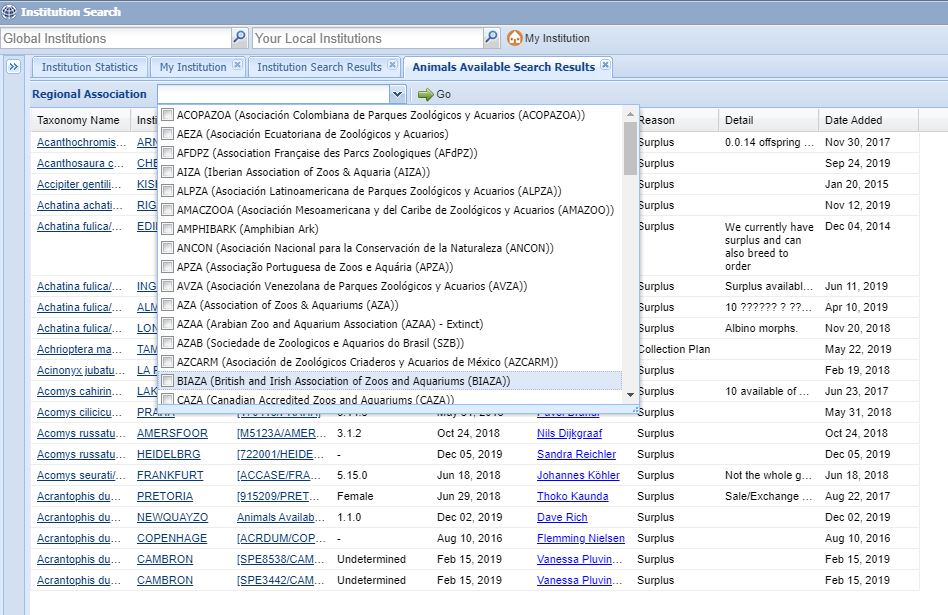 Institution Search
Global Institutions Your Local Institutions My Institution
Institution Statistics My Institution Institution Search Results Animals Available Search Results
Regional Association Go
Taxonomy Name Reason Detail Date Added
ACOPAZOA (Asociación Colombiana de Parques Zoológicos y Acuarios (ACOPAZOA))
AEZA (Asociación Ecuatoriana de Zoológicos y Acuarios)
AFDPZ (Association Française des Parcs Zoologiques (AFdPZ))
AIZA (Iberian Association of Zoos & Aquaria (AIZA))
ALPZA (Asociación Latinoamericana de Parques Zoológicos y Acuarios (ALPZA))
AMACZOOA (Asociación Mesoamericana y del Caribe de Zoológicos y Acuarios (AMAZOO))
AMPHIBARK (Amphibian Ark)
ANCON (Asociación Nacional para la Conservación de la Naturaleza (ANCON))
APZA (Associação Portuguesa de Zoos e Aquária (APZA))
AVZA (Asociación Venezolana de Parques Zoológicos y Acuarios (AVZA))
AZA (Association of Zoos & Aquariums (AZA))
AZAA (Arabian Zoo and Aquarium Association (AZAA) - Extinct)
AZAB (Sociedade de Zoologicos e Aquarios do Brasil (SZB))
AZCARM (Asociación de Zoológicos Criaderos y Acuarios de México (AZCARM))
BIAZA (British and Irish Association of Zoos and Aquariums (BIAZA))
CAZA (Canadian Accredited Zoos and Aquariums (CAZA))
Acanthochromis... Surplus 0.0.14 offspring ... Nov 30, 2017
Acanthosaura c... Surplus Sep 24, 2019
Accipiter gentili... Surplus Jan 20, 2015
Achatina achati... Surplus Nov 12, 2019
Achatina fulica/... Surplus We currently have Dec 04, 2014
surplus and can
also breed to
order
Achatina fulica/... Surplus Surplus availabl... Jun 11, 2019
Achatina fulica/... Surplus 10 ?????? ? ??... Apr 10, 2019
Achatina fulica/... Surplus Albino morphs. Nov 20, 2018
Achrioptera ma... Collection Plan May 22, 2019
Acinonyx jubatu... Surplus Feb 19, 2018
Acomys cahirin... Surplus 10 available of ... Jun 23, 2017
Acomys cilicicu... Surplus May 31, 2018
Acomys russatu... AMERSFOOR [M5123A/AMER... 3.1.2 Oct 24, 2018 Nils Dijkgraaf Surplus Oct 24, 2018
Acomys russatu... HEIDELBRG [722001/HEIDE... - Dec 05, 2019 Sandra Reichler Surplus Dec 05, 2019
Acomys seurati/... FRANKFURT [ACCASE/FRA... 5.15.0 Jun 18, 2018 Johannes Köhler Surplus Not the whole g... Jun 18, 2018
Acrantophis du... PRETORIA [915209/PRET... Female Jun 29, 2018 Thoko Kaunda Surplus Sale/Exchange ... Aug 22, 2017
Acrantophis du... NEWQUAYZO Animals Availab... 1.1.0 Dec 02, 2019 Dave Rich Surplus Dec 02, 2019
Acrantophis du... COPENHAGE [ACRDUM/COP... - Aug 10, 2016 Flemming Nielsen Surplus Aug 10, 2016
Acrantophis du... CAMBRON [SPE8538/CAM... Undetermined Feb 15, 2019 Vanessa Pluvin... Surplus Feb 15, 2019
Acrantophis du... CAMBRON [SPE3442/CAM... Undetermined Feb 15, 2019 Vanessa Pluvin... Surplus Feb 15, 2019